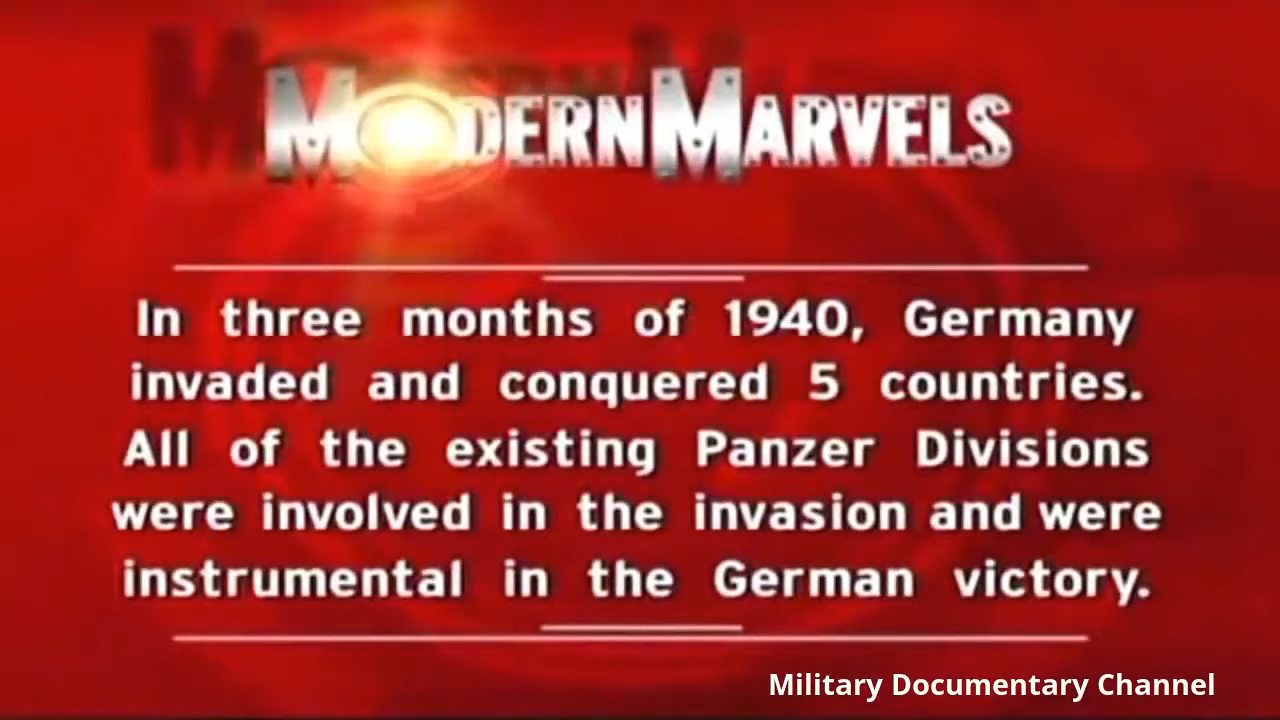 MODERN MARVELS
In three months of 1940, Germany
invaded and conquered 5 countries.
All of the existing Panzer Divisions
were involved in the invasion and were
instrumental in the German victory.
Military Documentary Channel